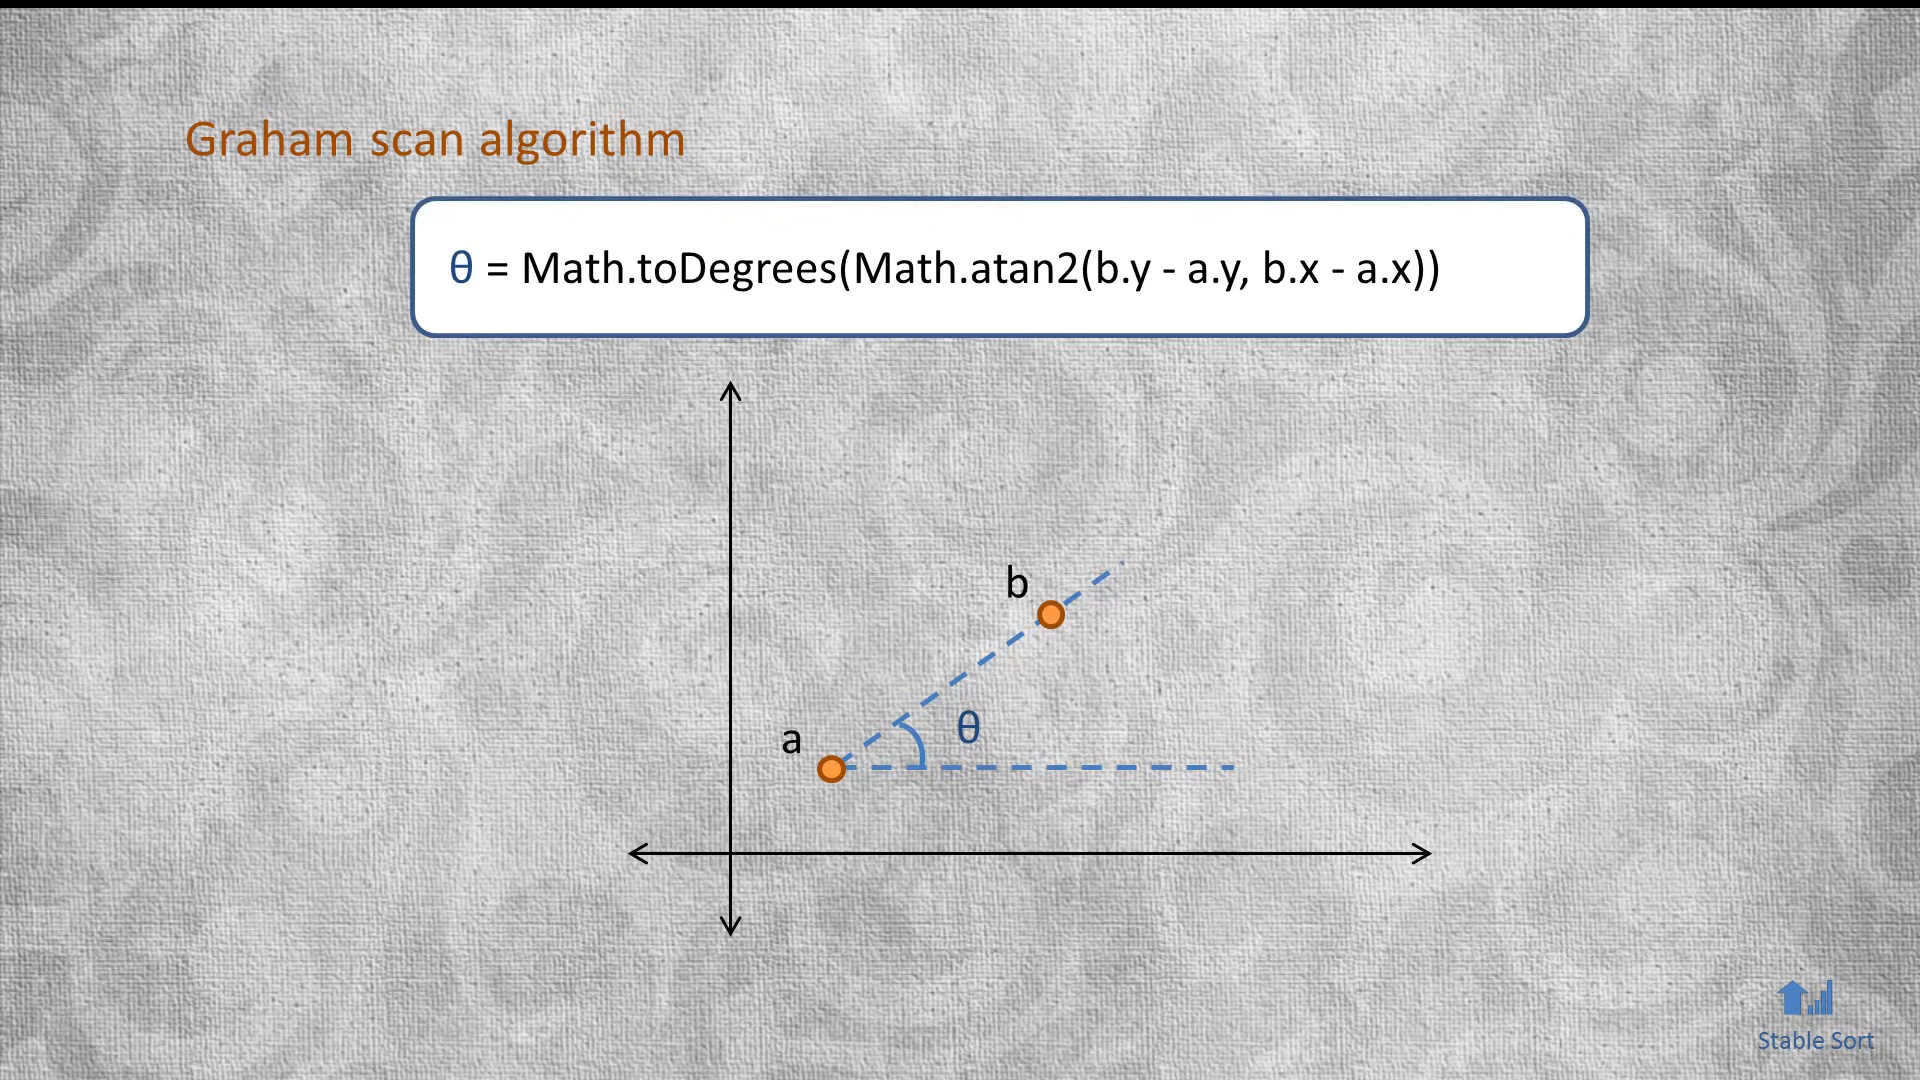 Graham scan algorithm
θ = Math.toDegrees(Math.atan2(b.y - a.y, b.x - a.x))
b
θ
a
Stable Sort